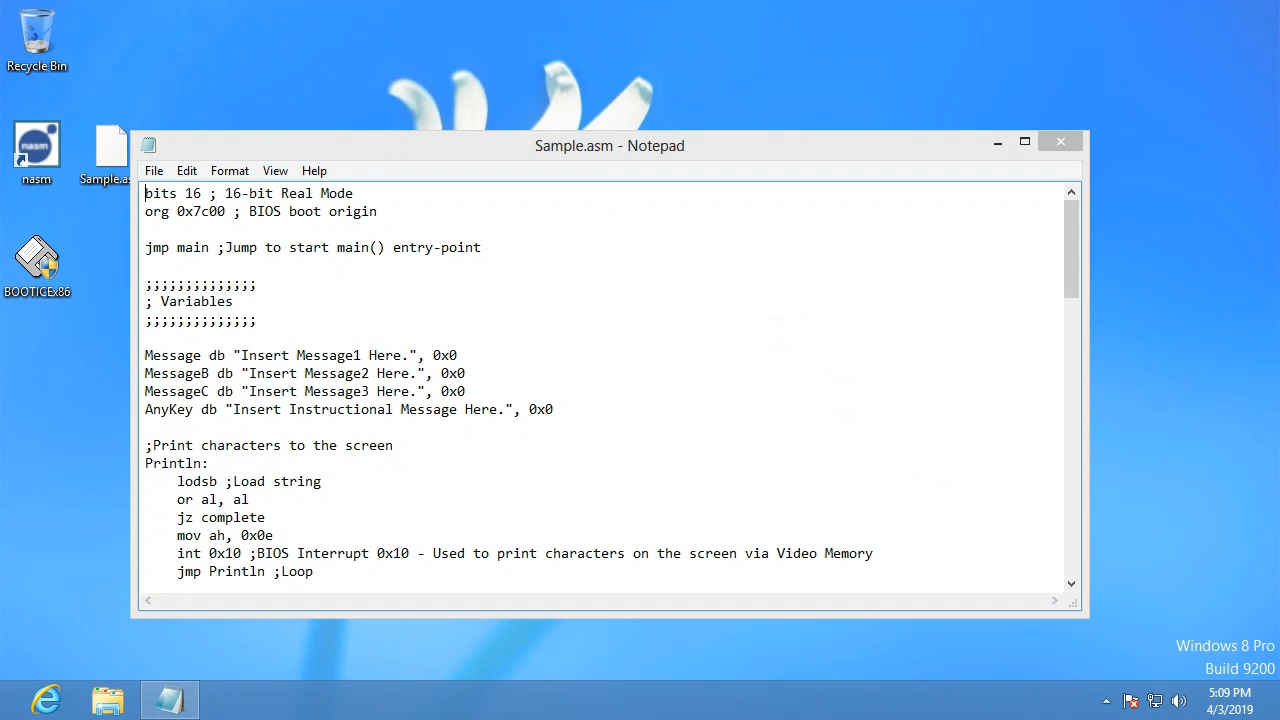 Recycle Bin
nasm
nasm
Sample.as
BOOTICEx86
Sample.asm - Notepad
File Edit Format View Help
bits 16 ; 16-bit Real Mode
org 0x7c00 ; BIOS boot origin
jmp main ;Jump to start main() entry-point
;;;;;;;;;;;;;;
; Variables
;;;;;;;;;;;;;;
Message db "Insert Message1 Here.", 0x0
MessageB db "Insert Message2 Here.", 0x0
MessageC db "Insert Message3 Here.", 0x0
AnyKey db "Insert Instructional Message Here.", 0x0
;Print characters to the screen
Println:
lodsb ;Load string
or al, al
jz complete
mov ah, 0x0e
int 0x10 ;BIOS Interrupt 0x10 - Used to print characters on the screen via Video Memory
jmp Println ;Loop
Windows 8 Pro
Build 9200
5:09 PM
4/3/2019